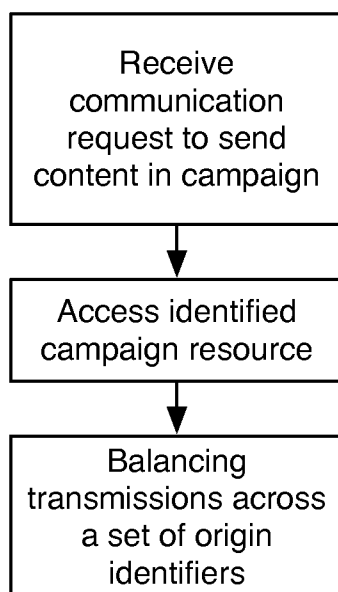 Receive
communication
request to send
content in campaign
Access identified
campaign resource
Balancing
transmissions across
a set of origin
identifiers